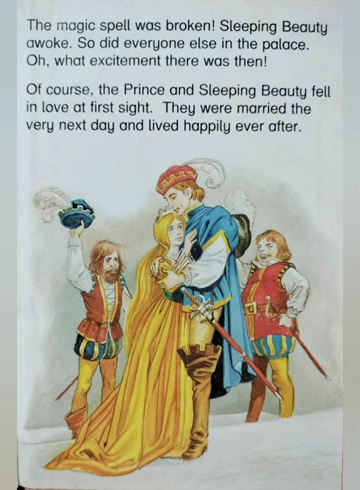 The magic spell was broken! Sleeping Beauty
awoke. So did everyone else in the palace.
Oh, what excitement there was then!
Of course, the Prince and Sleeping Beauty fell
in love at first sight. They were married the
very next day and lived happily ever after.